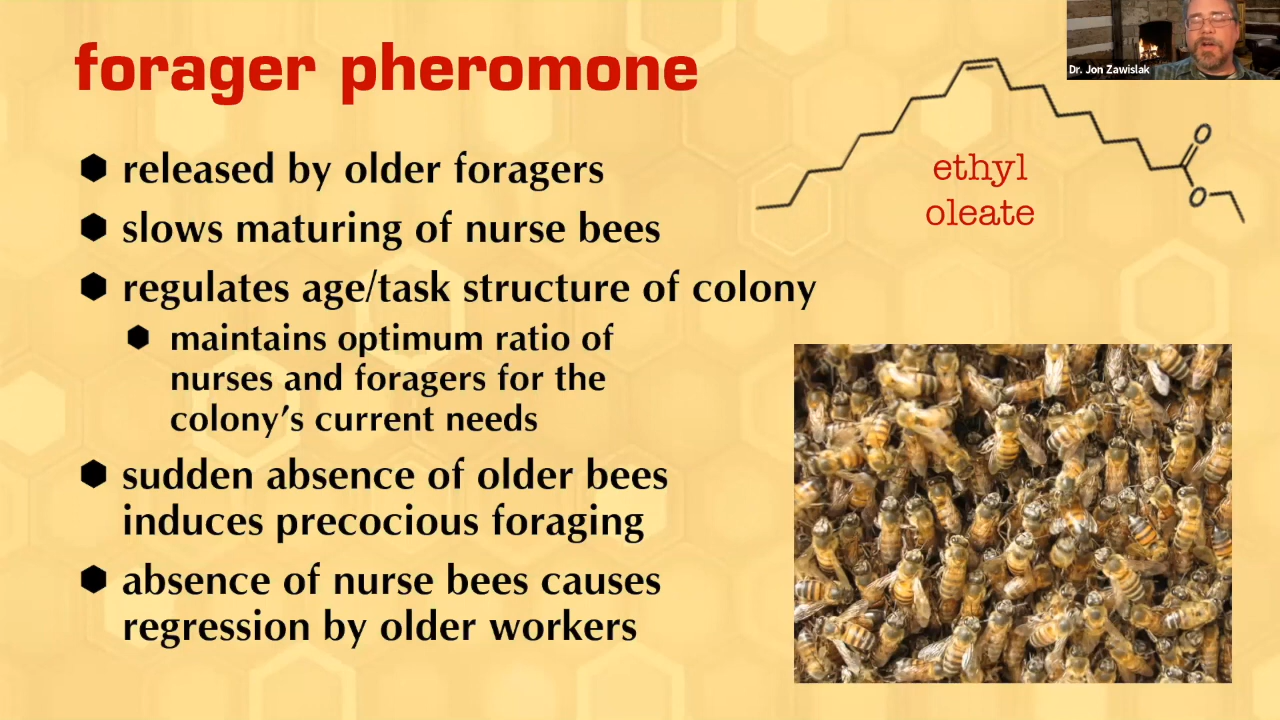 forager pheromone
Dr. Jon Zawislak
released by older foragers
slows maturing of nurse bees
regulates age/task structure of colony
maintains optimum ratio of
nurses and foragers for the
colony's current needs
sudden absence of older bees
induces precocious foraging
absence of nurse bees causes
regression by older workers
ethyl
oleate
O
O